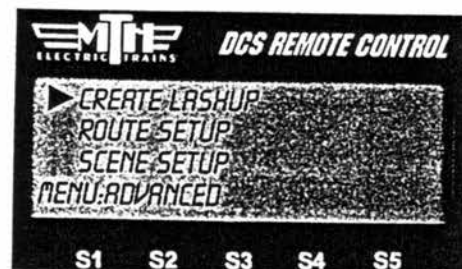 MTH
ELECTRIC TRAINS
DCS REMOTE CONTROL
CREATE LASHUP
ROUTE SETUP
SCENE SETUP
MENU:ADVANCED
S1 S2 S3 S4 S5